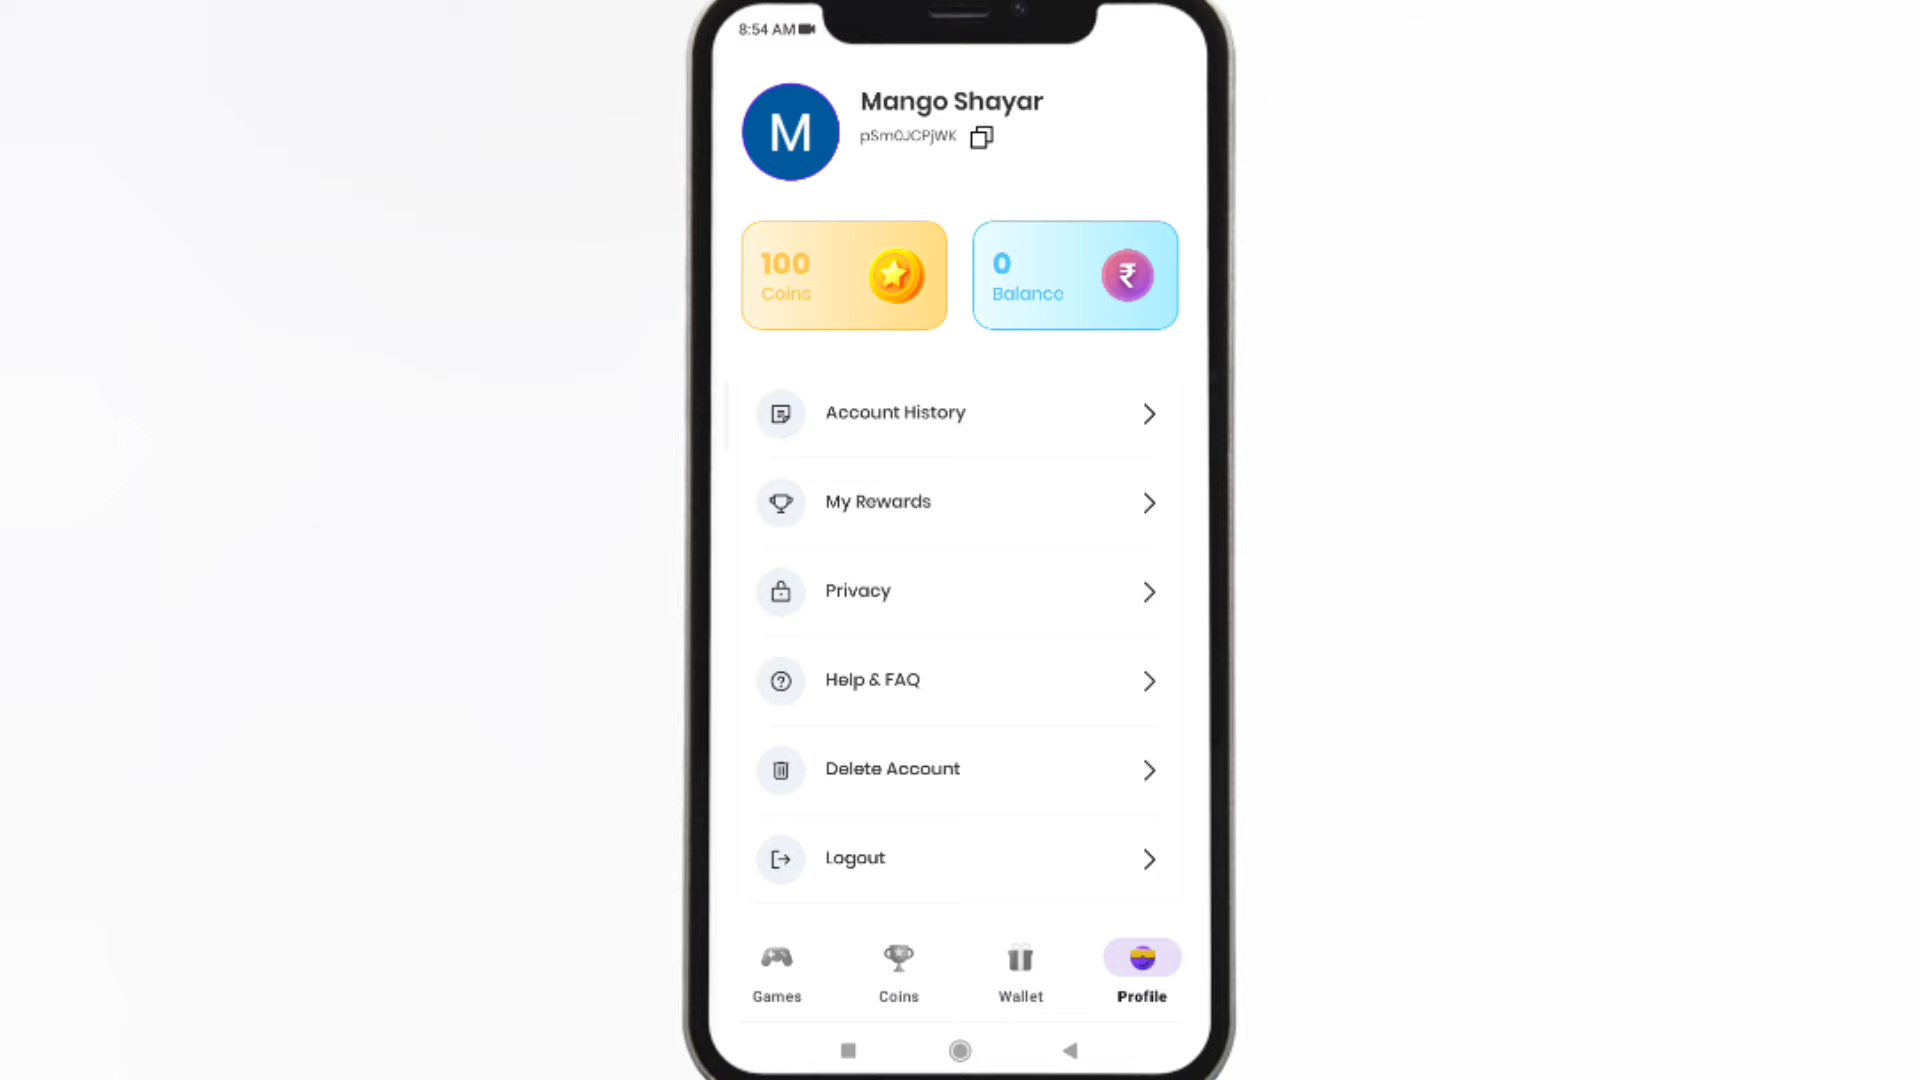 8:54 AM
M
Mango Shayar
pSm0JCPjWK
100
Coins
₹
0
Balance
Account History
My Rewards
Privacy
Help & FAQ
Delete Account
Logout
Games
Coins
Wallet
Profile